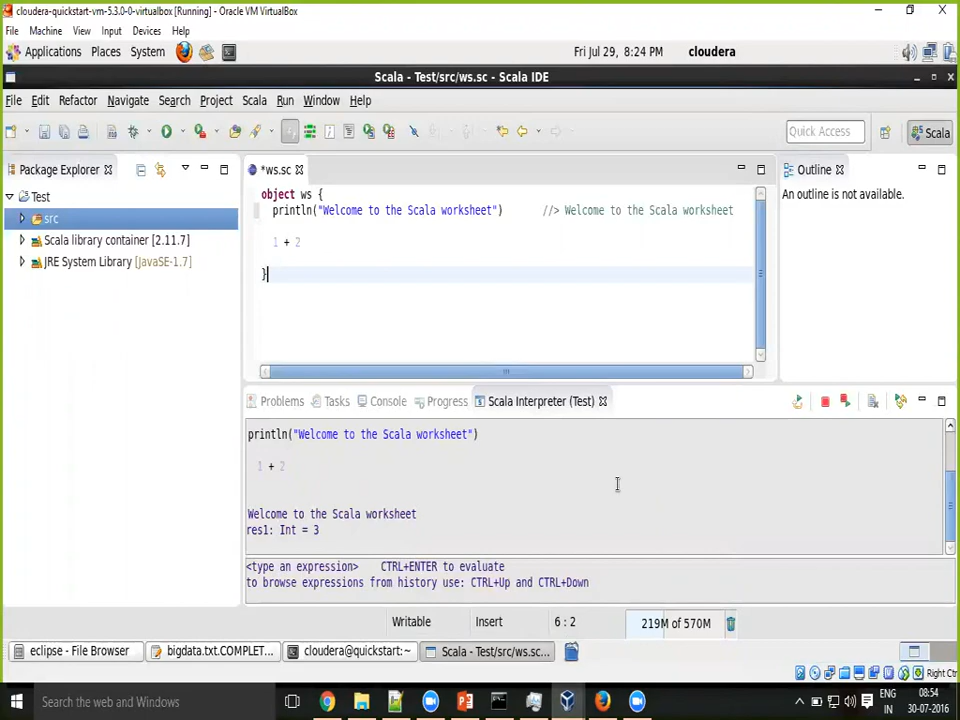 cloudera-quickstart-vm-5.3.0-0-virtualbox [Running] - Oracle VM VirtualBox
File Machine View Input Devices Help
Applications Places System Fri Jul 29, 8:24 PM cloudera
Scala - Test/src/ws.sc - Scala IDE
File Edit Refactor Navigate Search Project Scala Run Window Help
Quick Access Scala
Package Explorer
Test
src
Scala library container [2.11.7]
JRE System Library [JavaSE-1.7]
*ws.sc
object ws {
println("Welcome to the Scala worksheet") //> Welcome to the Scala worksheet
1 + 2
}
Outline
An outline is not available.
Problems Tasks Console Progress Scala Interpreter (Test)
println("Welcome to the Scala worksheet")
1 + 2
Welcome to the Scala worksheet
res1: Int = 3
<type an expression> CTRL+ENTER to evaluate
to browse expressions from history use: CTRL+Up and CTRL+Down
Writable Insert 6 : 2 219M of 570M
eclipse - File Browser bigdata.txt.COMPLET... cloudera@quickstart:~ Scala - Test/src/ws.sc...
Right Ctrl
Search the web and Windows
ENG
IN
08:54
30-07-2016